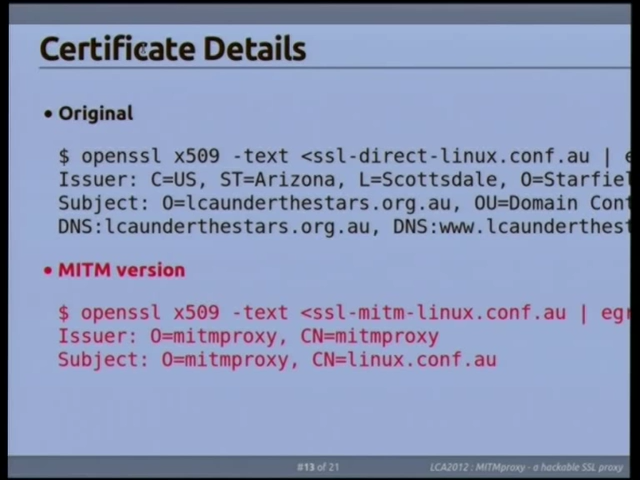 Certificate Details
• Original
$ openssl x509 -text <ssl-direct-linux.conf.au | e
Issuer: C=US, ST=Arizona, L=Scottsdale, O=Starfiel
Subject: O=lcaunderthestars.org.au, OU=Domain Cont
DNS:lcaunderthestars.org.au, DNS:www.lcaunderthest
• MITM version
$ openssl x509 -text <ssl-mitm-linux.conf.au | egr
Issuer: O=mitmproxy, CN=mitmproxy
Subject: O=mitmproxy, CN=linux.conf.au
#13 of 21
LCA2012 : MITMproxy - a hackable SSL proxy